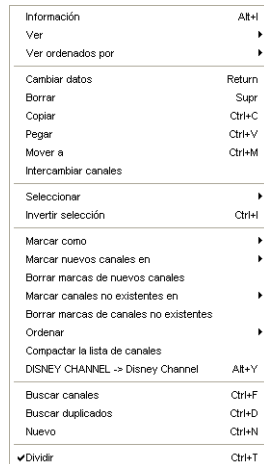 Información Alt+I
Ver
Ver ordenados por
Cambiar datos Return
Borrar Supr
Copiar Ctrl+C
Pegar Ctrl+V
Mover a Ctrl+M
Intercambiar canales
Seleccionar
Invertir selección Ctrl+I
Marcar como
Marcar nuevos canales en
Borrar marcas de nuevos canales
Marcar canales no existentes en
Borrar marcas de canales no existentes
Ordenar
Compactar la lista de canales
DISNEY CHANNEL -> Disney Channel Alt+Y
Buscar canales Ctrl+F
Buscar duplicados Ctrl+D
Nuevo Ctrl+N
Dividir Ctrl+T